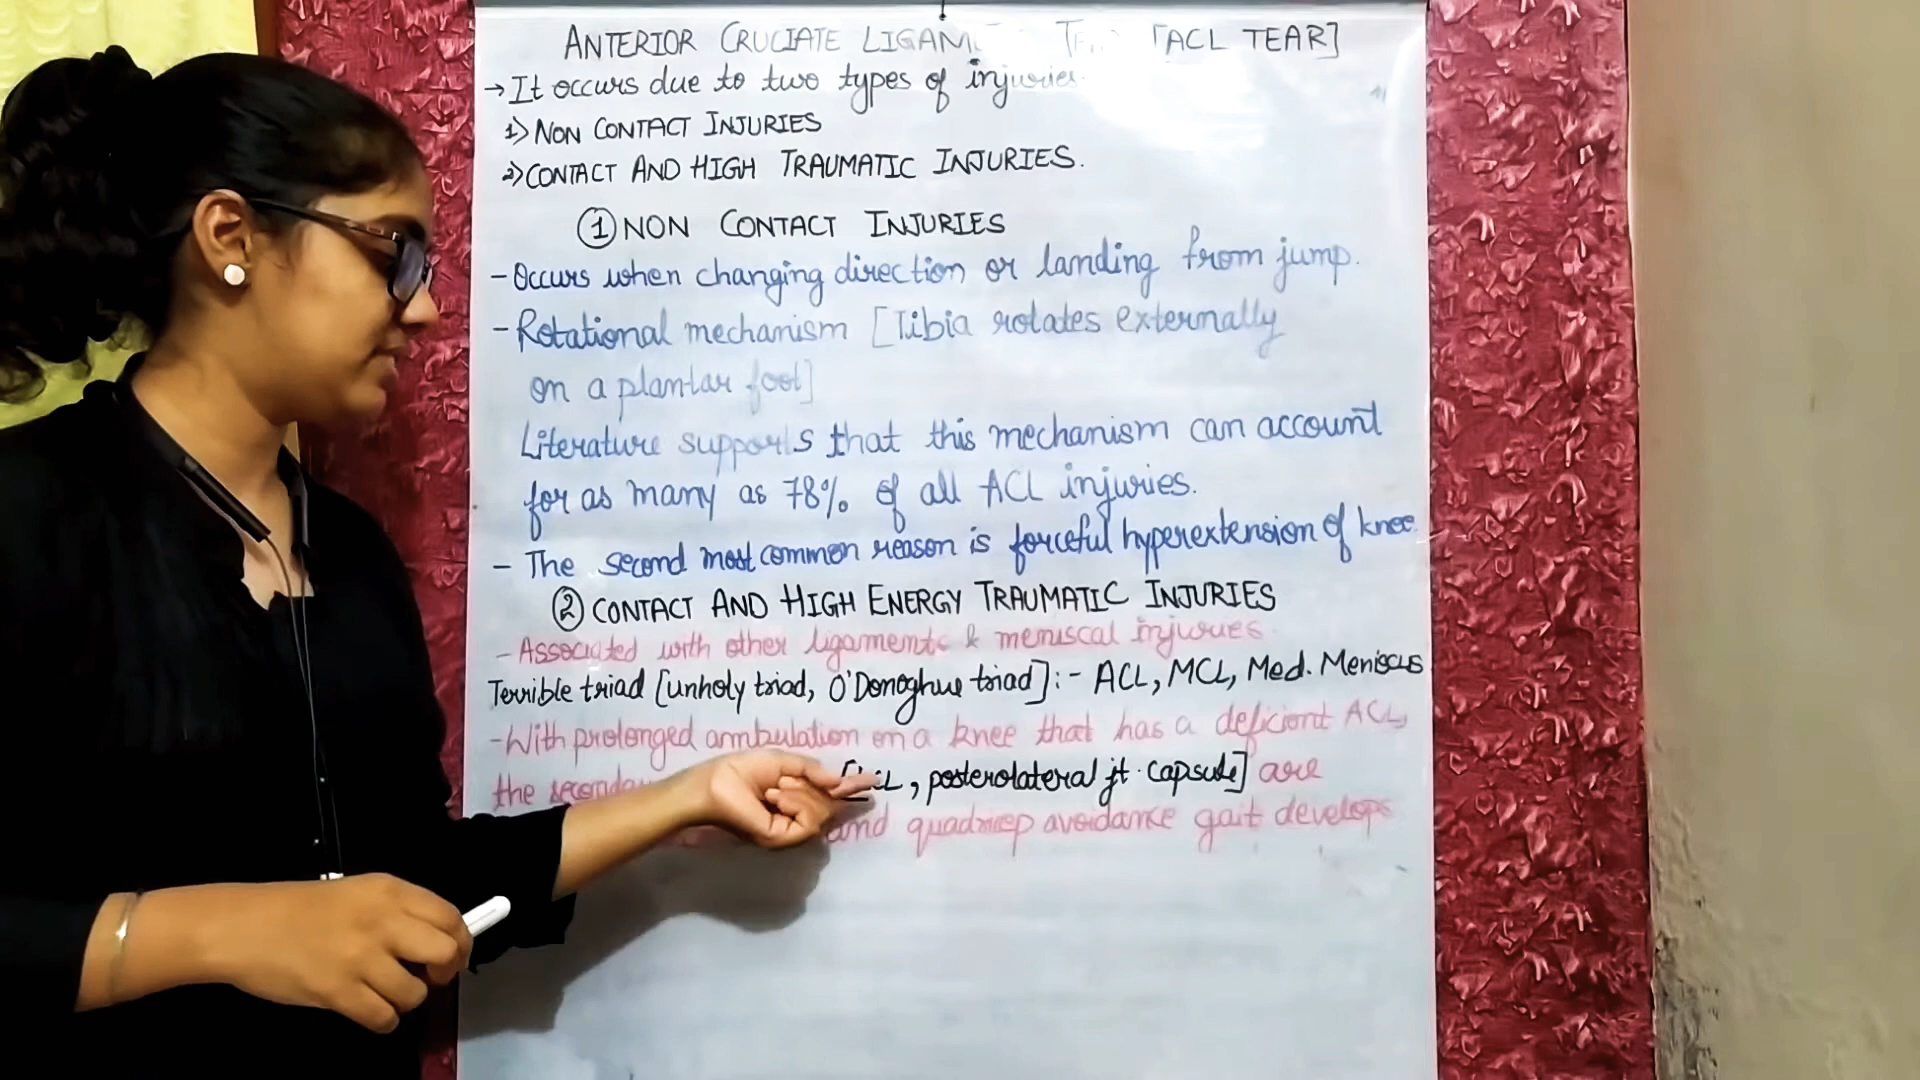 ANTERIOR CRUCIATE LIGAM [ACL TEAR]
→ It occurs due to two types of injuries.
1) NON CONTACT INJURIES
2) CONTACT AND HIGH TRAUMATIC INJURIES.
① NON CONTACT INJURIES
- Occurs when changing direction or landing from jump.
- Rotational mechanism [Tibia rotates externally
on a plantar foot]
Literature supports that this mechanism can account
for as many as 78% of all ACL injuries.
- The second most common reason is forceful hyperextension of knee.
② CONTACT AND HIGH ENERGY TRAUMATIC INJURIES
- Associated with other ligaments & meniscal injuries.
Terrible triad [unholy triad, O'Donoghue triad]:- ACL, MCL, Med. Meniscus
- With prolonged ambulation on a knee that has a deficient ACL,
the , posterolateral jt. capsule] are
and quadricep avoidance gait develops